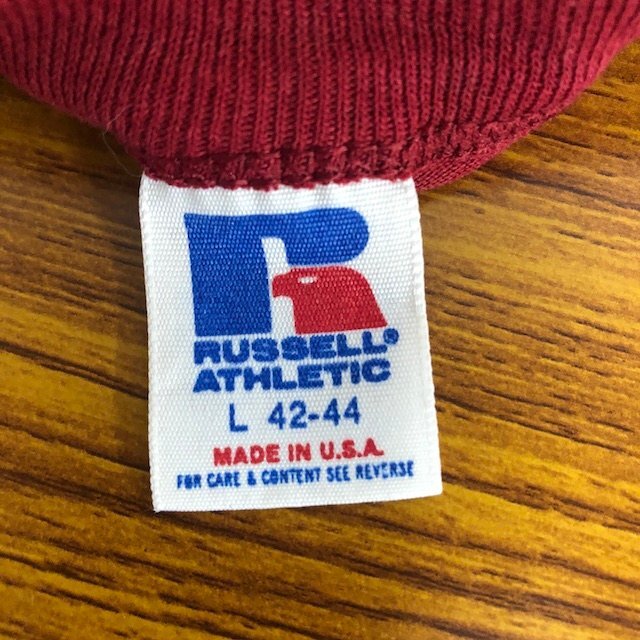 R
RUSSELL®
ATHLETIC
L 42-44
MADE IN U.S.A.
FOR CARE & CONTENT SEE REVERSE